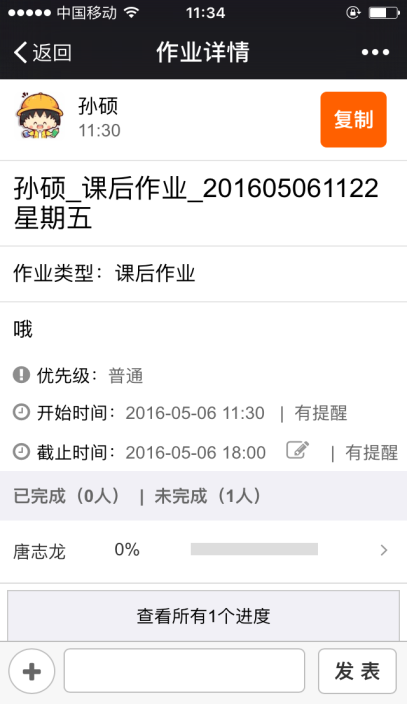 中国移动 11:34
返回 作业详情
孙硕
11:30
复制
孙硕_课后作业_201605061122
星期五
作业类型：课后作业
哦
优先级：普通
开始时间：2016-05-06 11:30 | 有提醒
截止时间：2016-05-06 18:00 | 有提醒
已完成（0人） | 未完成（1人）
唐志龙 0%
查看所有1个进度
发 表